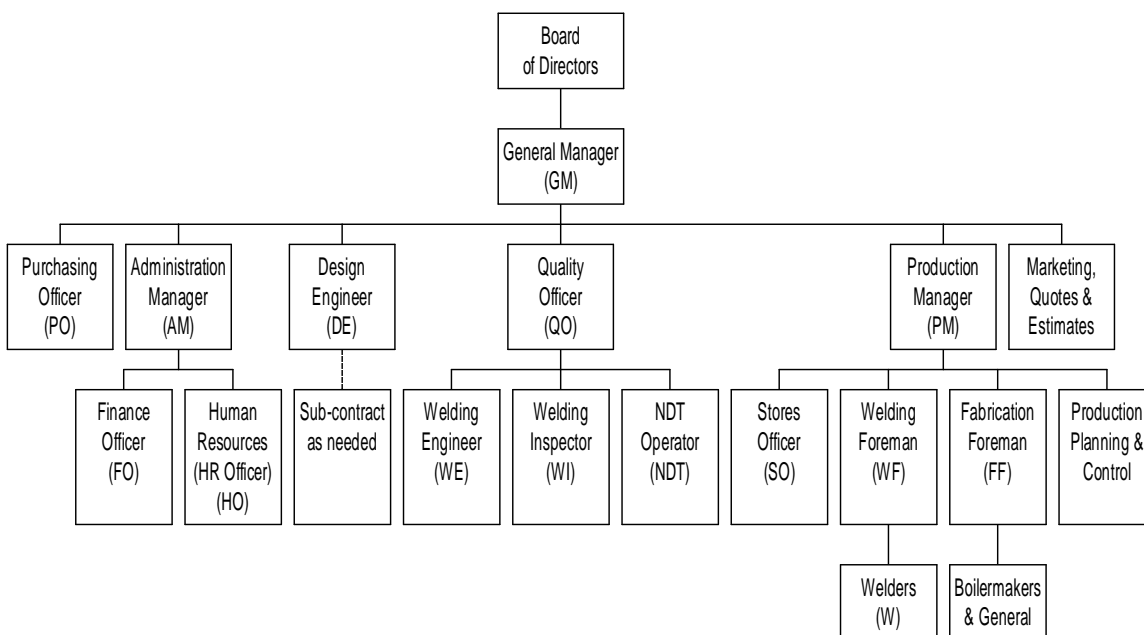 Board
of Directors
General Manager
(GM)
Purchasing
Officer
(PO)
Administration
Manager
(AM)
Design
Engineer
(DE)
Quality
Officer
(QO)
Production
Manager
(PM)
Marketing,
Quotes &
Estimates
Finance
Officer
(FO)
Human
Resources
(HR Officer)
(HO)
Sub-contract
as needed
Welding
Engineer
(WE)
Welding
Inspector
(WI)
NDT
Operator
(NDT)
Stores
Officer
(SO)
Welding
Foreman
(WF)
Fabrication
Foreman
(FF)
Production
Planning &
Control
Welders
(W)
Boilermakers
& General